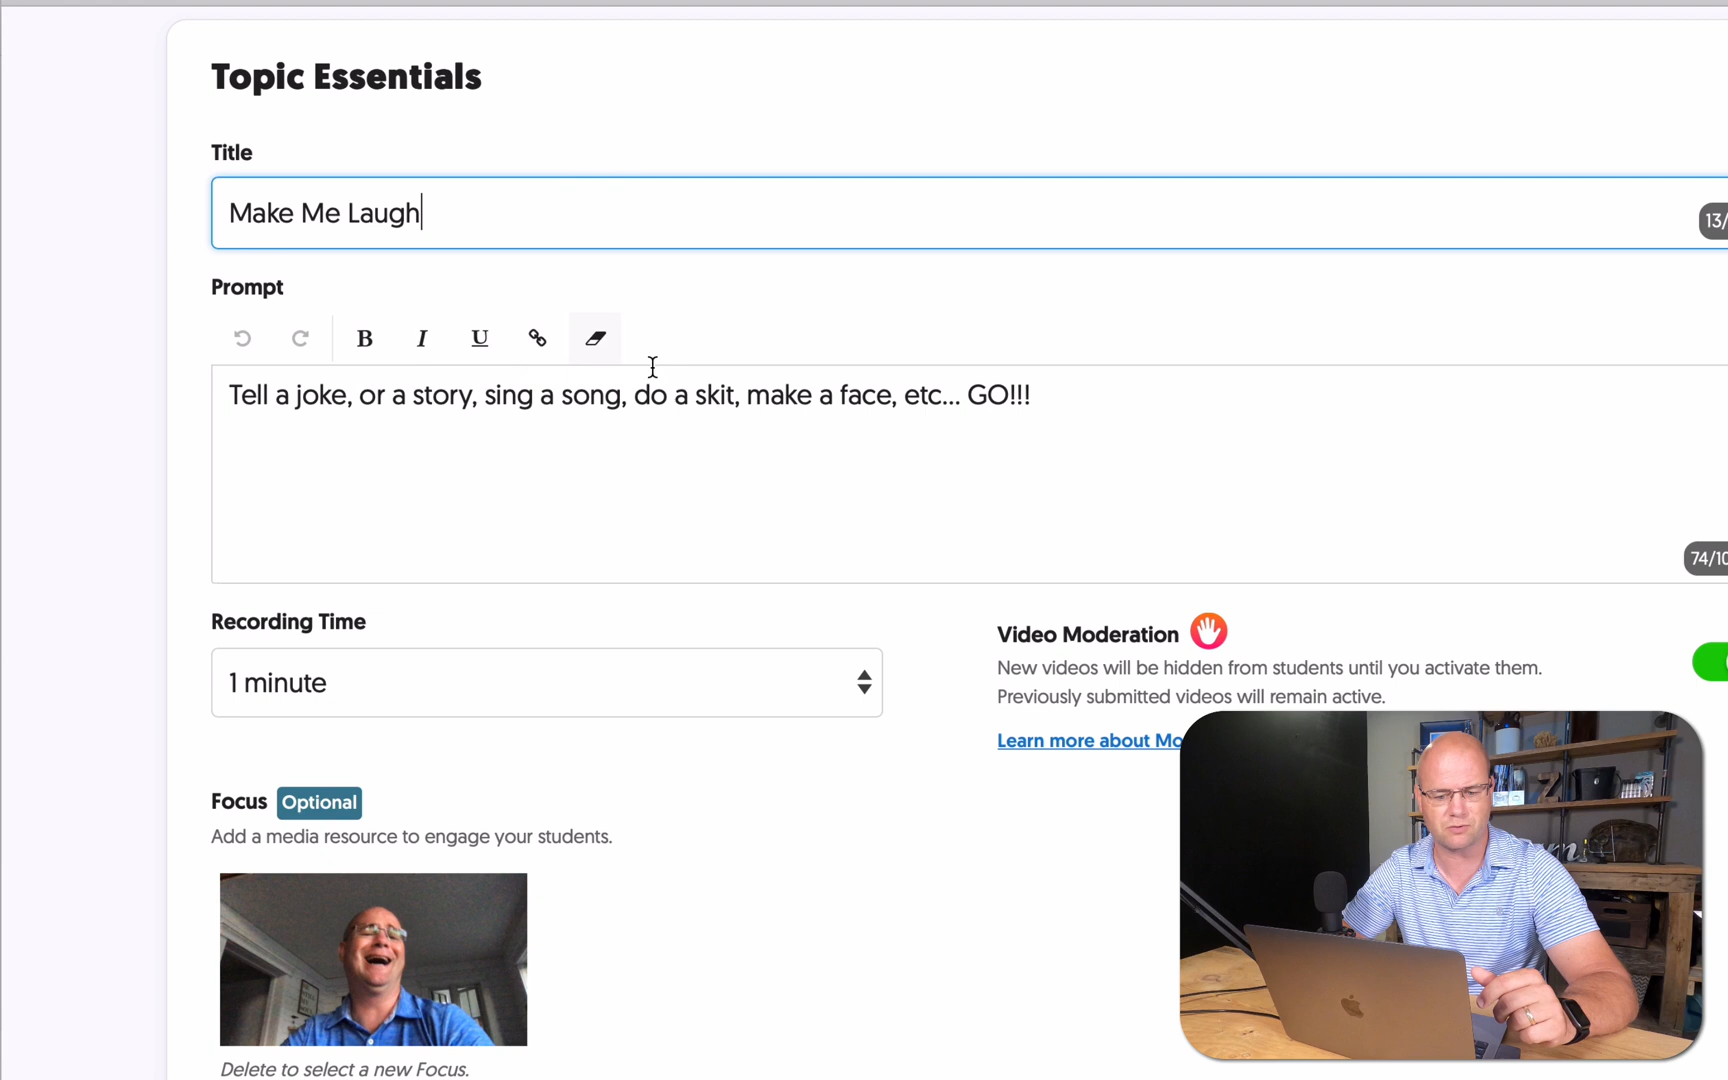 Topic Essentials
Title
Make Me Laugh
13/
Prompt
B I U
Tell a joke, or a story, sing a song, do a skit, make a face, etc... GO!!!
74/10
Recording Time
1 minute
Video Moderation
New videos will be hidden from students until you activate them.
Previously submitted videos will remain active.
Learn more about Mo
Focus Optional
Add a media resource to engage your students.
Delete to select a new Focus.